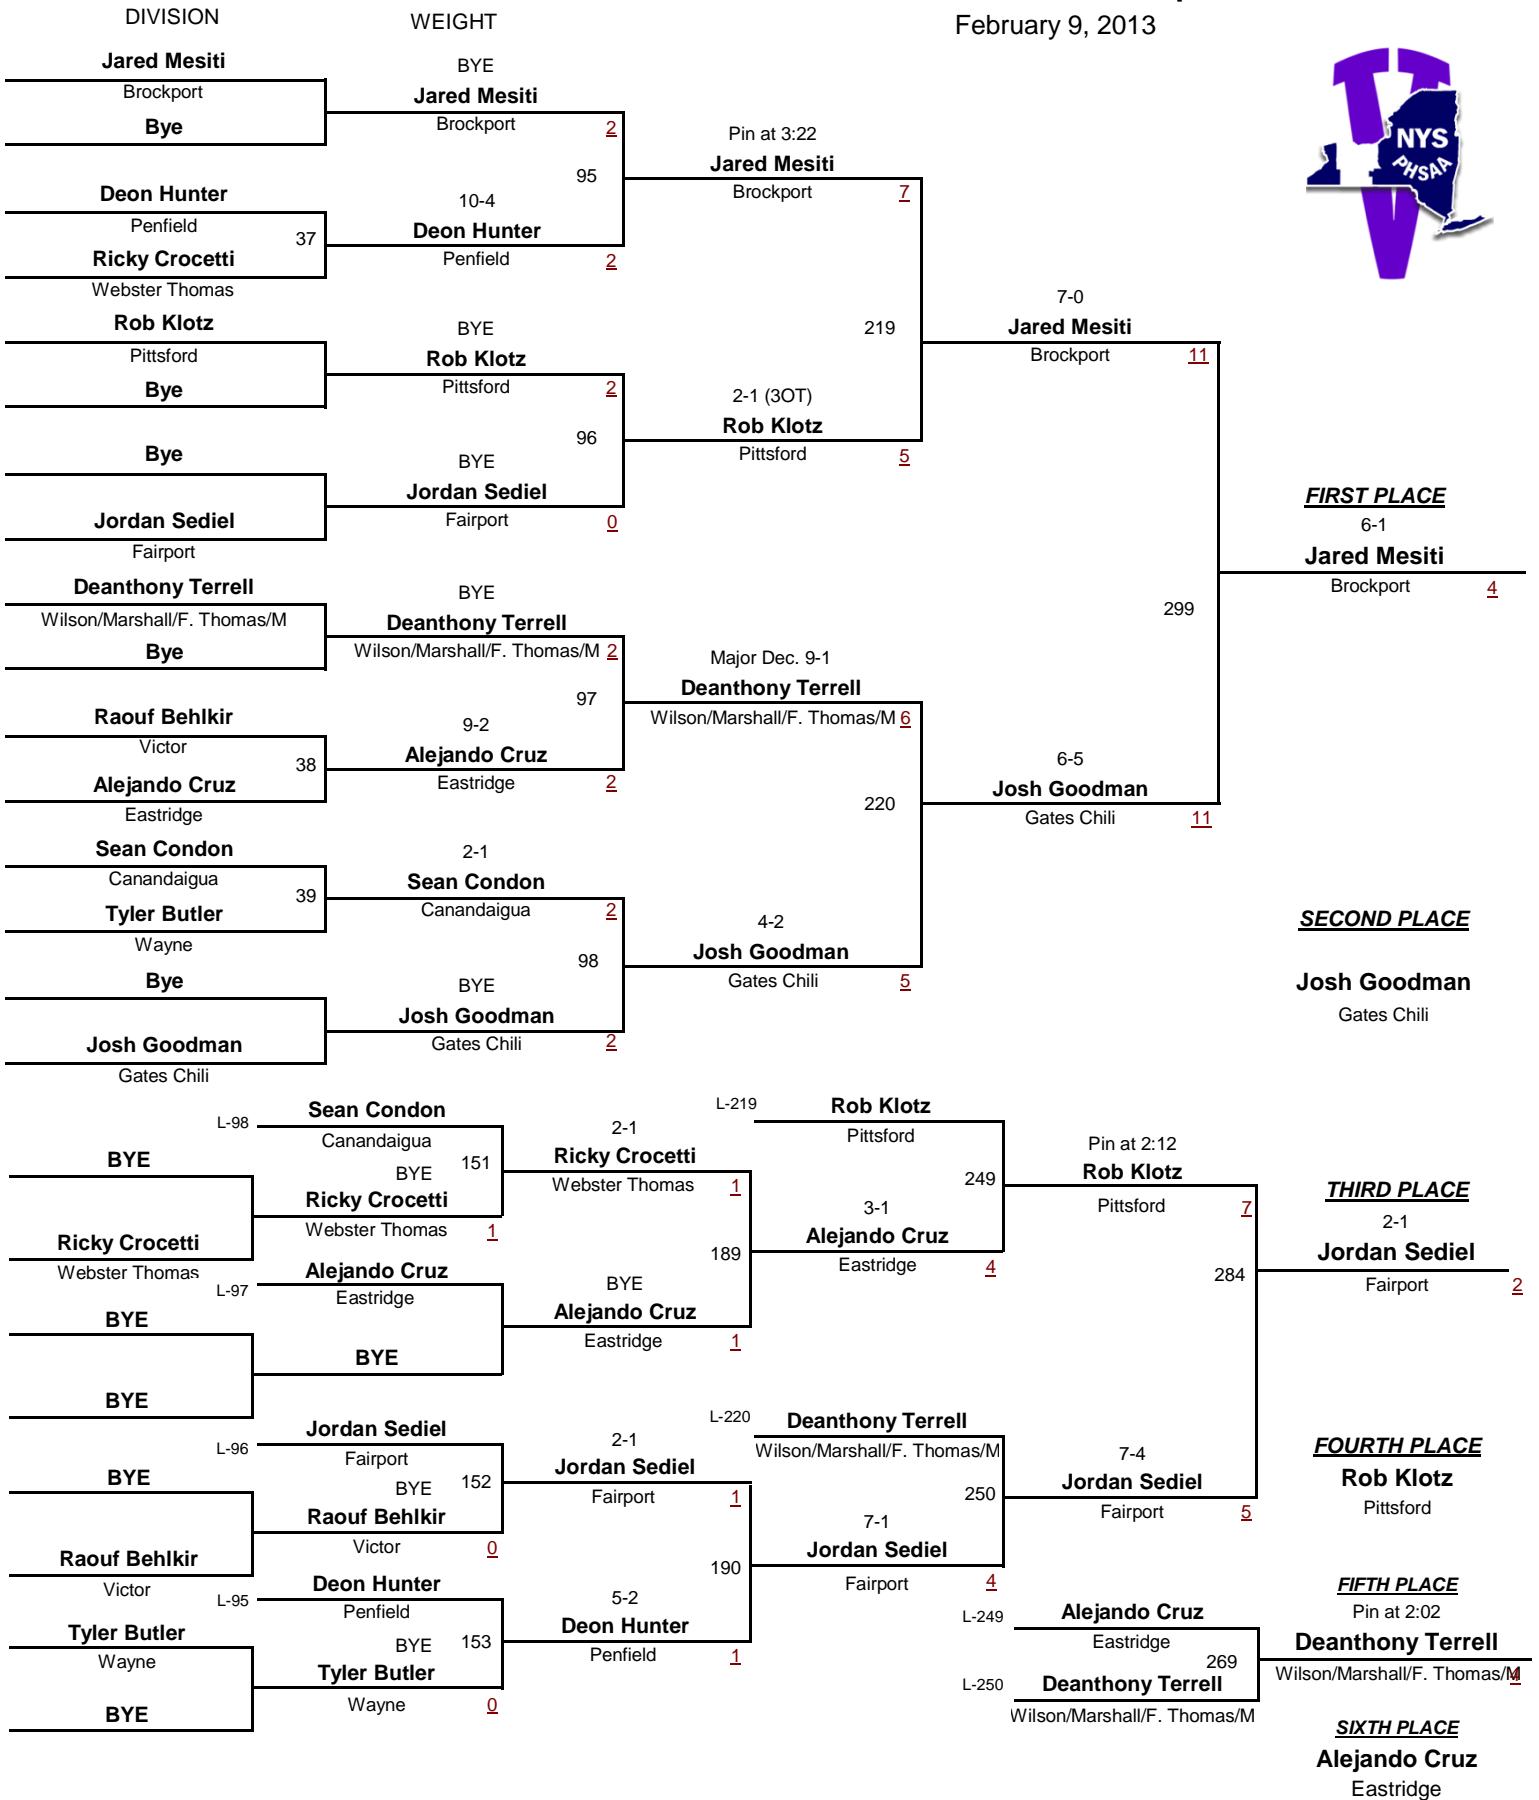 DIVISION
WEIGHT
February 9, 2013
NYS
PHSAA
Jared Mesiti
Brockport
Bye
Deon Hunter
Penfield
37
Ricky Crocetti
Webster Thomas
Rob Klotz
Pittsford
Bye
Bye
Jordan Sediel
Fairport
Deanthony Terrell
Wilson/Marshall/F. Thomas/M
Bye
Raouf Behlkir
Victor
38
Alejando Cruz
Eastridge
Sean Condon
Canandaigua
39
Tyler Butler
Wayne
Bye
Josh Goodman
Gates Chili
BYE
Jared Mesiti
Brockport 2
95
10-4
Deon Hunter
Penfield 2
BYE
Rob Klotz
Pittsford 2
96
BYE
Jordan Sediel
Fairport 0
BYE
Deanthony Terrell
Wilson/Marshall/F. Thomas/M 2
97
9-2
Alejando Cruz
Eastridge 2
2-1
Sean Condon
Canandaigua 2
98
BYE
Josh Goodman
Gates Chili 2
Pin at 3:22
Jared Mesiti
Brockport 7
219
2-1 (3OT)
Rob Klotz
Pittsford 5
Major Dec. 9-1
Deanthony Terrell
Wilson/Marshall/F. Thomas/M 6
220
4-2
Josh Goodman
Gates Chili 5
7-0
Jared Mesiti
Brockport 11
299
6-5
Josh Goodman
Gates Chili 11
FIRST PLACE
6-1
Jared Mesiti
Brockport 4
SECOND PLACE
Josh Goodman
Gates Chili
BYE
Ricky Crocetti
Webster Thomas
BYE
BYE
BYE
Raouf Behlkir
Victor
Tyler Butler
Wayne
BYE
L-98
Sean Condon
Canandaigua
BYE 151
Ricky Crocetti
Webster Thomas 1
L-97
Alejando Cruz
Eastridge
BYE
L-96
Jordan Sediel
Fairport
BYE 152
Raouf Behlkir
Victor 0
L-95
Deon Hunter
Penfield
BYE 153
Tyler Butler
Wayne 0
2-1
Ricky Crocetti
Webster Thomas 1
189
BYE
Alejando Cruz
Eastridge 1
2-1
Jordan Sediel
Fairport 1
190
5-2
Deon Hunter
Penfield 1
L-219
Rob Klotz
Pittsford
249
3-1
Alejando Cruz
Eastridge 4
L-220
Deanthony Terrell
Wilson/Marshall/F. Thomas/M
250
7-1
Jordan Sediel
Fairport 4
Pin at 2:12
Rob Klotz
Pittsford 7
284
7-4
Jordan Sediel
Fairport 5
THIRD PLACE
2-1
Jordan Sediel
Fairport 2
FOURTH PLACE
Rob Klotz
Pittsford
L-249
Alejando Cruz
Eastridge
269
L-250
Deanthony Terrell
Wilson/Marshall/F. Thomas/M
FIFTH PLACE
Pin at 2:02
Deanthony Terrell
Wilson/Marshall/F. Thomas/M 4
SIXTH PLACE
Alejando Cruz
Eastridge